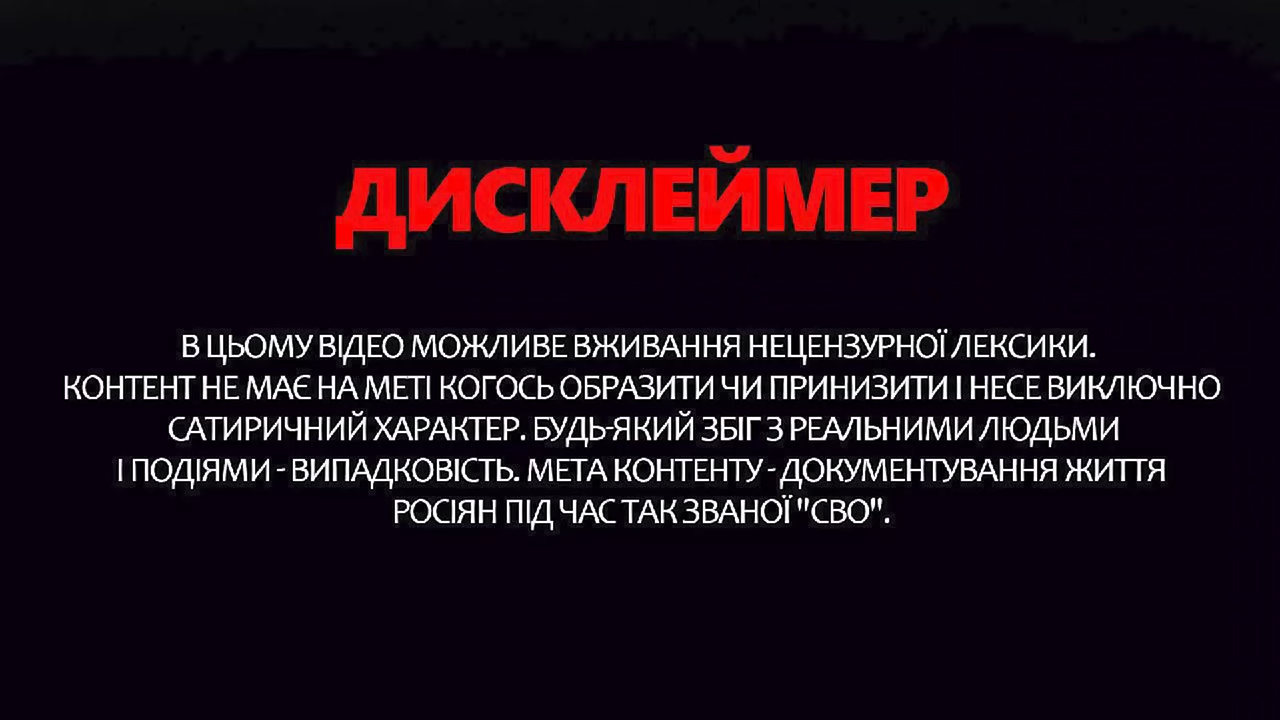 ДИСКЛЕЙМЕР
В ЦЬОМУ ВІДЕО МОЖЛИВЕ ВЖИВАННЯ НЕЦЕНЗУРНОЇ ЛЕКСИКИ.
КОНТЕНТ НЕ МАЄ НА МЕТІ КОГОСЬ ОБРАЗИТИ ЧИ ПРИНИЗИТИ І НЕСЕ ВИКЛЮЧНО
САТИРИЧНИЙ ХАРАКТЕР. БУДЬ-ЯКИЙ ЗБІГ З РЕАЛЬНИМИ ЛЮДЬМИ
І ПОДІЯМИ - ВИПАДКОВІСТЬ. МЕТА КОНТЕНТУ - ДОКУМЕНТУВАННЯ ЖИТТЯ
РОСІЯН ПІД ЧАС ТАК ЗВАНОЇ "СВО".